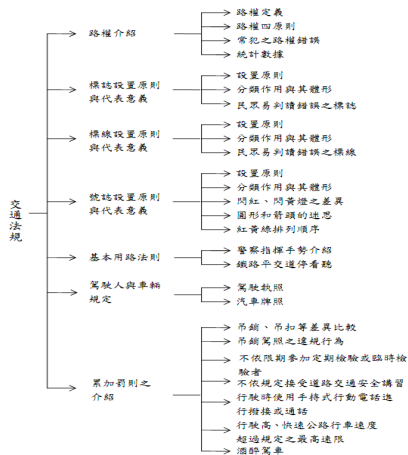 交通法規
路權介紹
路權定義
路權四原則
常犯之路權錯誤
統計數據
標誌設置原則
與代表意義
設置原則
分類作用與其體形
民眾易判讀錯誤之標誌
標線設置原則
與代表意義
設置原則
分類作用與其體形
民眾易判讀錯誤之標線
號誌設置原則
與代表意義
設置原則
分類作用與其體形
閃紅、閃黃燈之差異
圓形和箭頭的迷思
紅黃綠排列順序
基本用路法則
警察指揮手勢介紹
鐵路平交道停看聽
駕駛人與車輛
規定
駕駛執照
汽車牌照
累加罰則之
介紹
吊銷、吊扣等差異比較
吊銷駕照之違規行為
不依限期參加定期檢驗或臨時檢
驗者
不依規定接受道路交通安全講習
行駛時使用手持式行動電話進
行撥接或通話
行駛高、快速公路行車速度
超過規定之最高速限
酒醉駕車